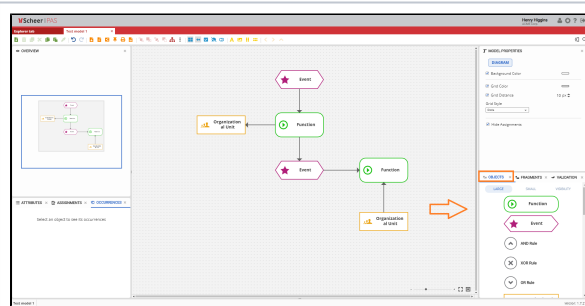 Scheer PAS
Henry Higgins
Explorer tab
Test model 1
OVERVIEW
MODEL PROPERTIES
DIAGRAM
Background Color
Grid Color
Grid Distance
10 px
Grid Style
Hide Assignments
Event
Organization
al Unit
Function
Event
Function
Organization
al Unit
ATTRIBUTES
ASSIGNMENTS
OCCURRENCES
Select an object to see its occurrences
OBJECTS
FRAGMENTS
VALIDATION
LARGE
SMALL
Function
Event
AND Rule
XOR Rule
OR Rule
Test model 1